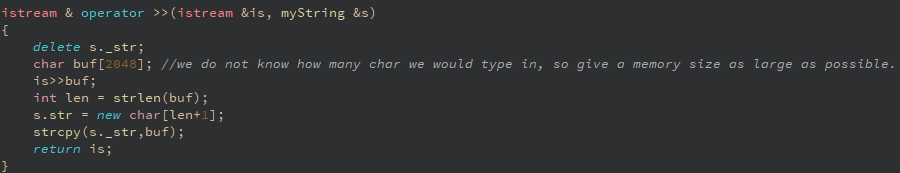 istream & operator >>(istream &is, myString &s)
{
    delete s._str;
    char buf[2048]; //we do not know how many char we would type in, so give a memory size as large as possible.
    is>>buf;
    int len = strlen(buf);
    s.str = new char[len+1];
    strcpy(s._str,buf);
    return is;
}